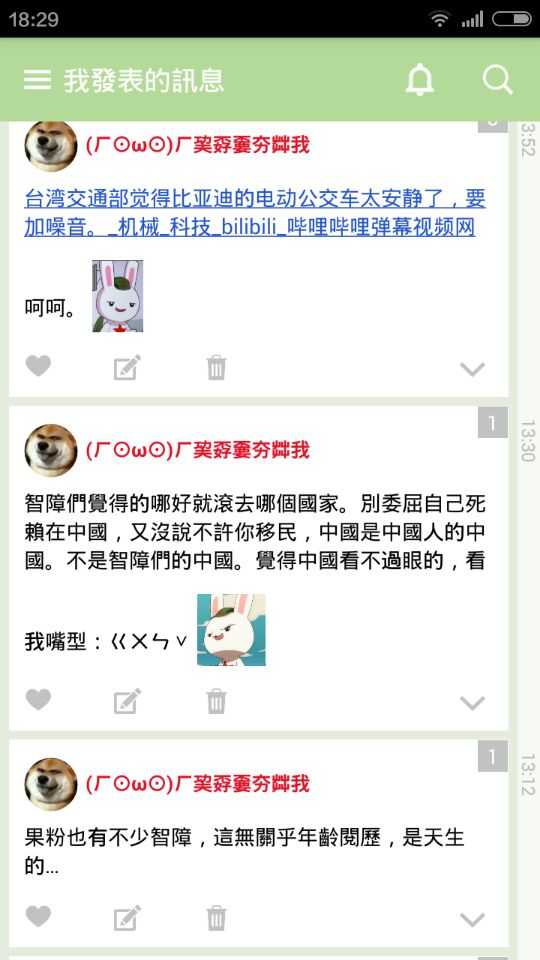 18:29
我發表的訊息
3:52
(ㄏ⊙ω⊙)ㄏ
台湾交通部觉得比亚迪的电动公交车太安静了，要
加噪音。_机械_科技_bilibili_哔哩哔哩弹幕视频网
呵呵。
1
13:30
(ㄏ⊙ω⊙)ㄏ
智障們覺得的哪好就滾去哪個國家。別委屈自己死
賴在中國，又沒說不許你移民，中國是中國人的中
國。不是智障們的中國。覺得中國看不過眼的，看
我嘴型：ㄍㄨㄣˇ
1
13:12
(ㄏ⊙ω⊙)ㄏ
果粉也有不少智障，這無關乎年齡閱歷，是天生
的...